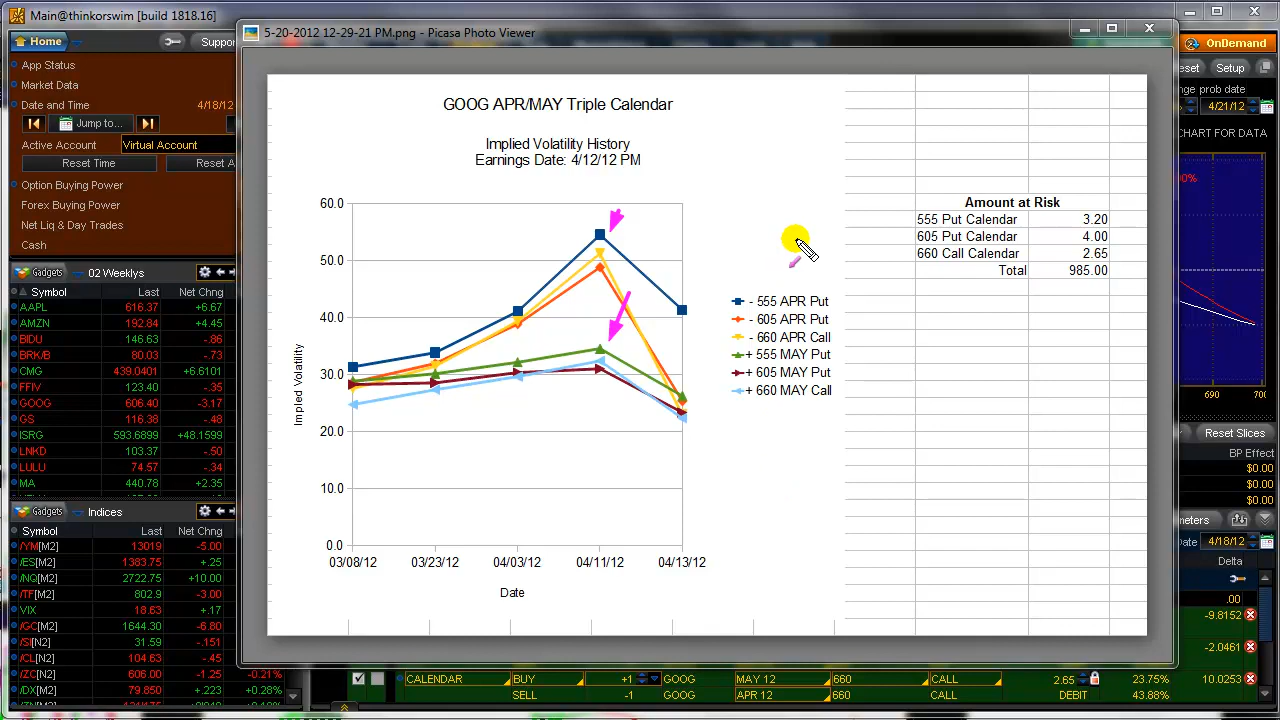 Main@thinkorswim [build 1818.16]
Home
Suppor
App Status
Market Data
Date and Time 4/18/12
Jump to...
Active Account Virtual Account
Reset Time Reset A
Option Buying Power
Forex Buying Power
Net Liq & Day Trades
Cash
Gadgets 02 Weeklys
Symbol Last Net Chng
AAPL 616.37 +6.67
AMZN 192.84 +4.45
BIDU 146.63 -.86
BRK/B 80.03 -.73
CMG 439.0401 +6.6101
FFIV 123.40 -.35
GOOG 606.40 -3.17
GS 116.38 -.48
ISRG 593.6899 +48.1599
LNKD 103.37 -.50
LULU 74.57 -.34
MA 440.78 +2.35
Gadgets Indices
Symbol Last Net Chng
/YM[M2] 13019 -5.00
/ES[M2] 1383.75 +.25
/NQ[M2] 2722.75 +10.00
/TF[M2] 802.9 -3.00
VIX 18.63 +.17
/GC[M2] 1644.30 -6.80
/SI[N2] 31.59 -.151
/CL[N2] 104.63 -.45
/ZC[N2] 606.00 -1.25 -0.21%
/DX[M2] 79.850 +.223 +0.28%
5-20-2012 12-29-21 PM.png - Picasa Photo Viewer
GOOG APR/MAY Triple Calendar
Implied Volatility History
Earnings Date: 4/12/12 PM
60.0
50.0
40.0
30.0
20.0
10.0
0.0
Implied Volatility
03/08/12 03/23/12 04/03/12 04/11/12 04/13/12
Date
- 555 APR Put
- 605 APR Put
- 660 APR Call
+ 555 MAY Put
+ 605 MAY Put
+ 660 MAY Call
Amount at Risk
555 Put Calendar 3.20
605 Put Calendar 4.00
660 Call Calendar 2.65
Total 985.00
OnDemand
eset Setup
nge prob date
4/21/12
CHART FOR DATA
00%
690 700
Reset Slices
BP Effect
$0.00
$0.00
$0.00
meters
Date 4/18/12
Delta
.00
-9.8152
-2.0461
CALENDAR BUY +1 GOOG MAY 12 660 CALL 2.65 23.75% 10.0253
SELL -1 GOOG APR 12 660 CALL DEBIT 43.88%